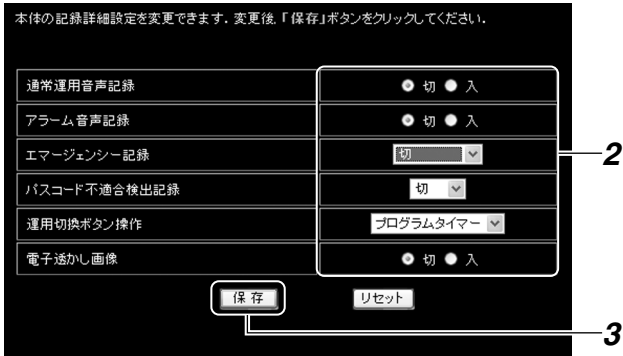 本体の記録詳細設定を変更できます. 変更後,「保存」ボタンをクリックしてください.
通常運用音声記録 切 入
アラーム音声記録 切 入
エマージェンシー記録 切
2
パスコード不適合検出記録 切
運用切換ボタン操作 プログラムタイマー
電子透かし画像 切 入
保存 リセット
3